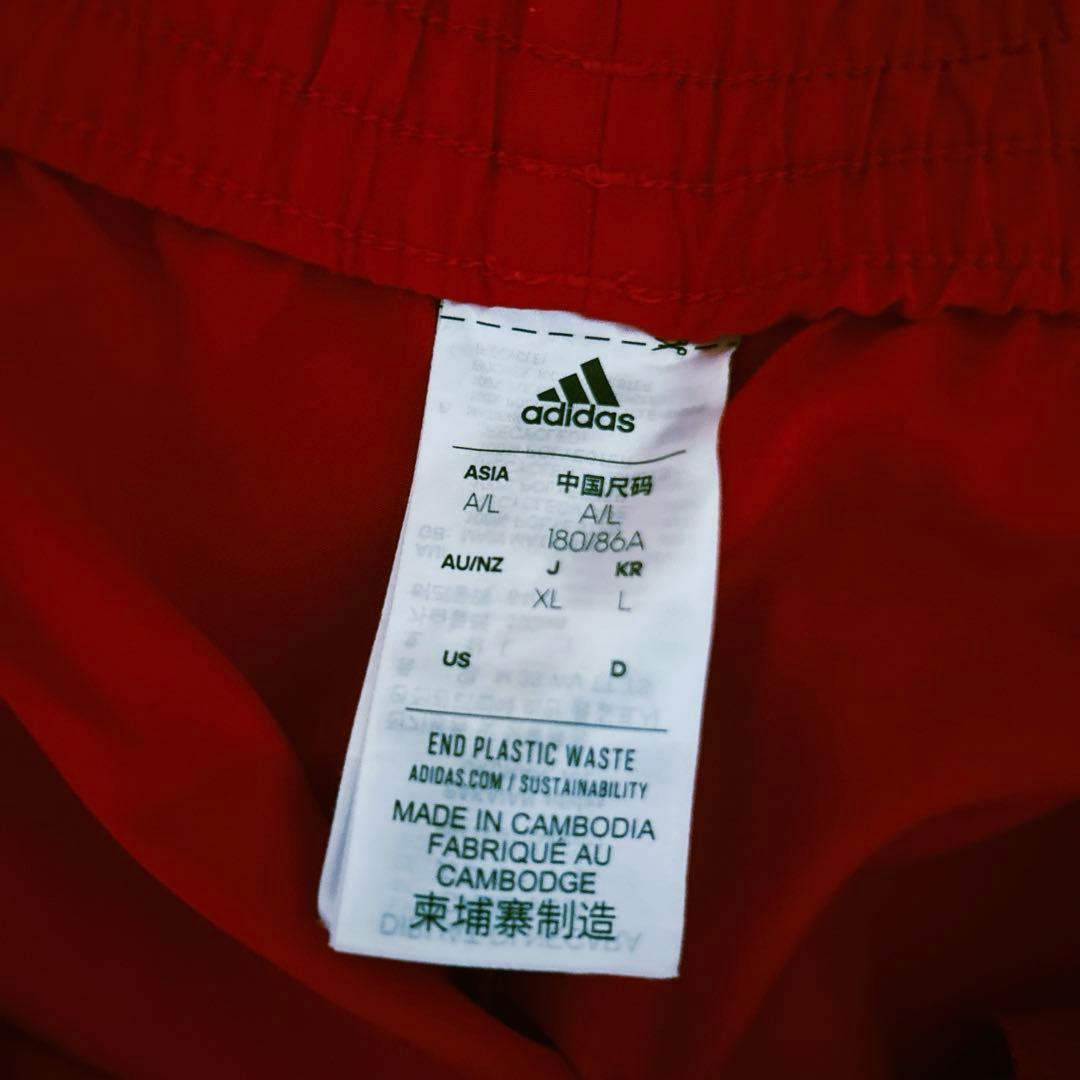 adidas
ASIA 中国尺码
A/L A/L
180/86A
AU/NZ J KR
XL L
US D
END PLASTIC WASTE
ADIDAS.COM / SUSTAINABILITY
MADE IN CAMBODIA
FABRIQUÉ AU
CAMBODGE
柬埔寨制造